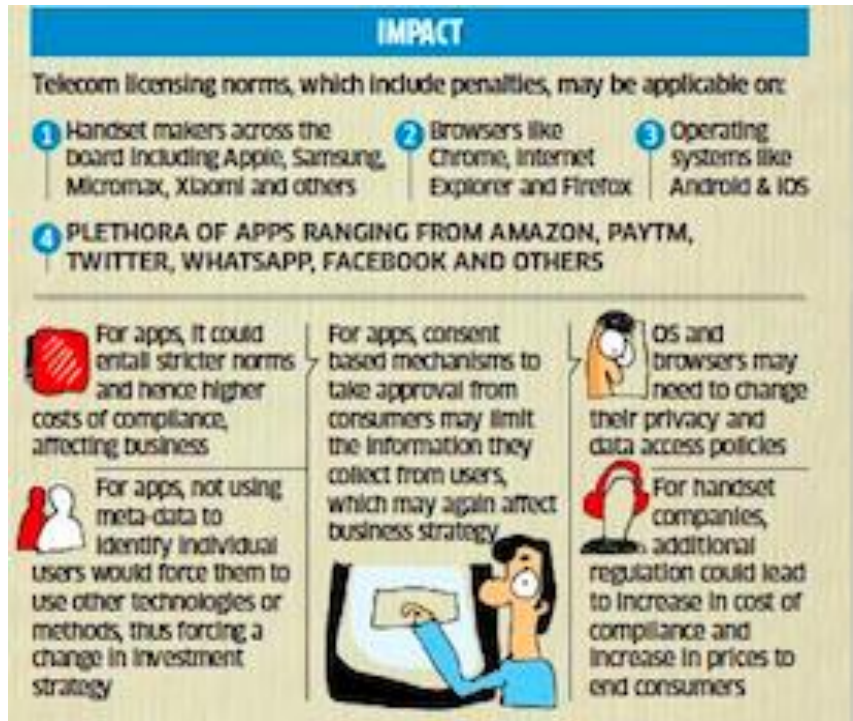 IMPACT
Telecom licensing norms, which include penalties, may be applicable on:
1 Handset makers across the
board including Apple, Samsung,
Micromax, Xiaomi and others
2 Browsers like
Chrome, Internet
Explorer and Firefox
3 Operating
systems like
Android & iOS
4 PLETHORA OF APPS RANGING FROM AMAZON, PAYTM,
TWITTER, WHATSAPP, FACEBOOK AND OTHERS
For apps, it could
entail stricter norms
and hence higher
costs of compliance,
affecting business
For apps, not using
meta-data to
identify individual
users would force them to
use other technologies or
methods, thus forcing a
change in investment
strategy
For apps, consent
based mechanisms to
take approval from
consumers may limit
the information they
collect from users,
which may again affect
business strategy
OS and
browsers may
need to change
their privacy and
data access policies
For handset
companies,
additional
regulation could lead
to increase in cost of
compliance and
increase in prices to
end consumers